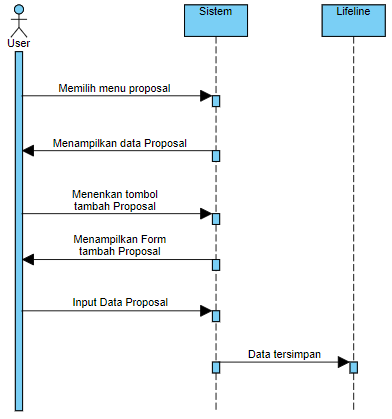 Sistem
Lifeline
User
Memilih menu proposal
Menampilkan data Proposal
Menenkan tombol
tambah Proposal
Menampilkan Form
tambah Proposal
Input Data Proposal
Data tersimpan